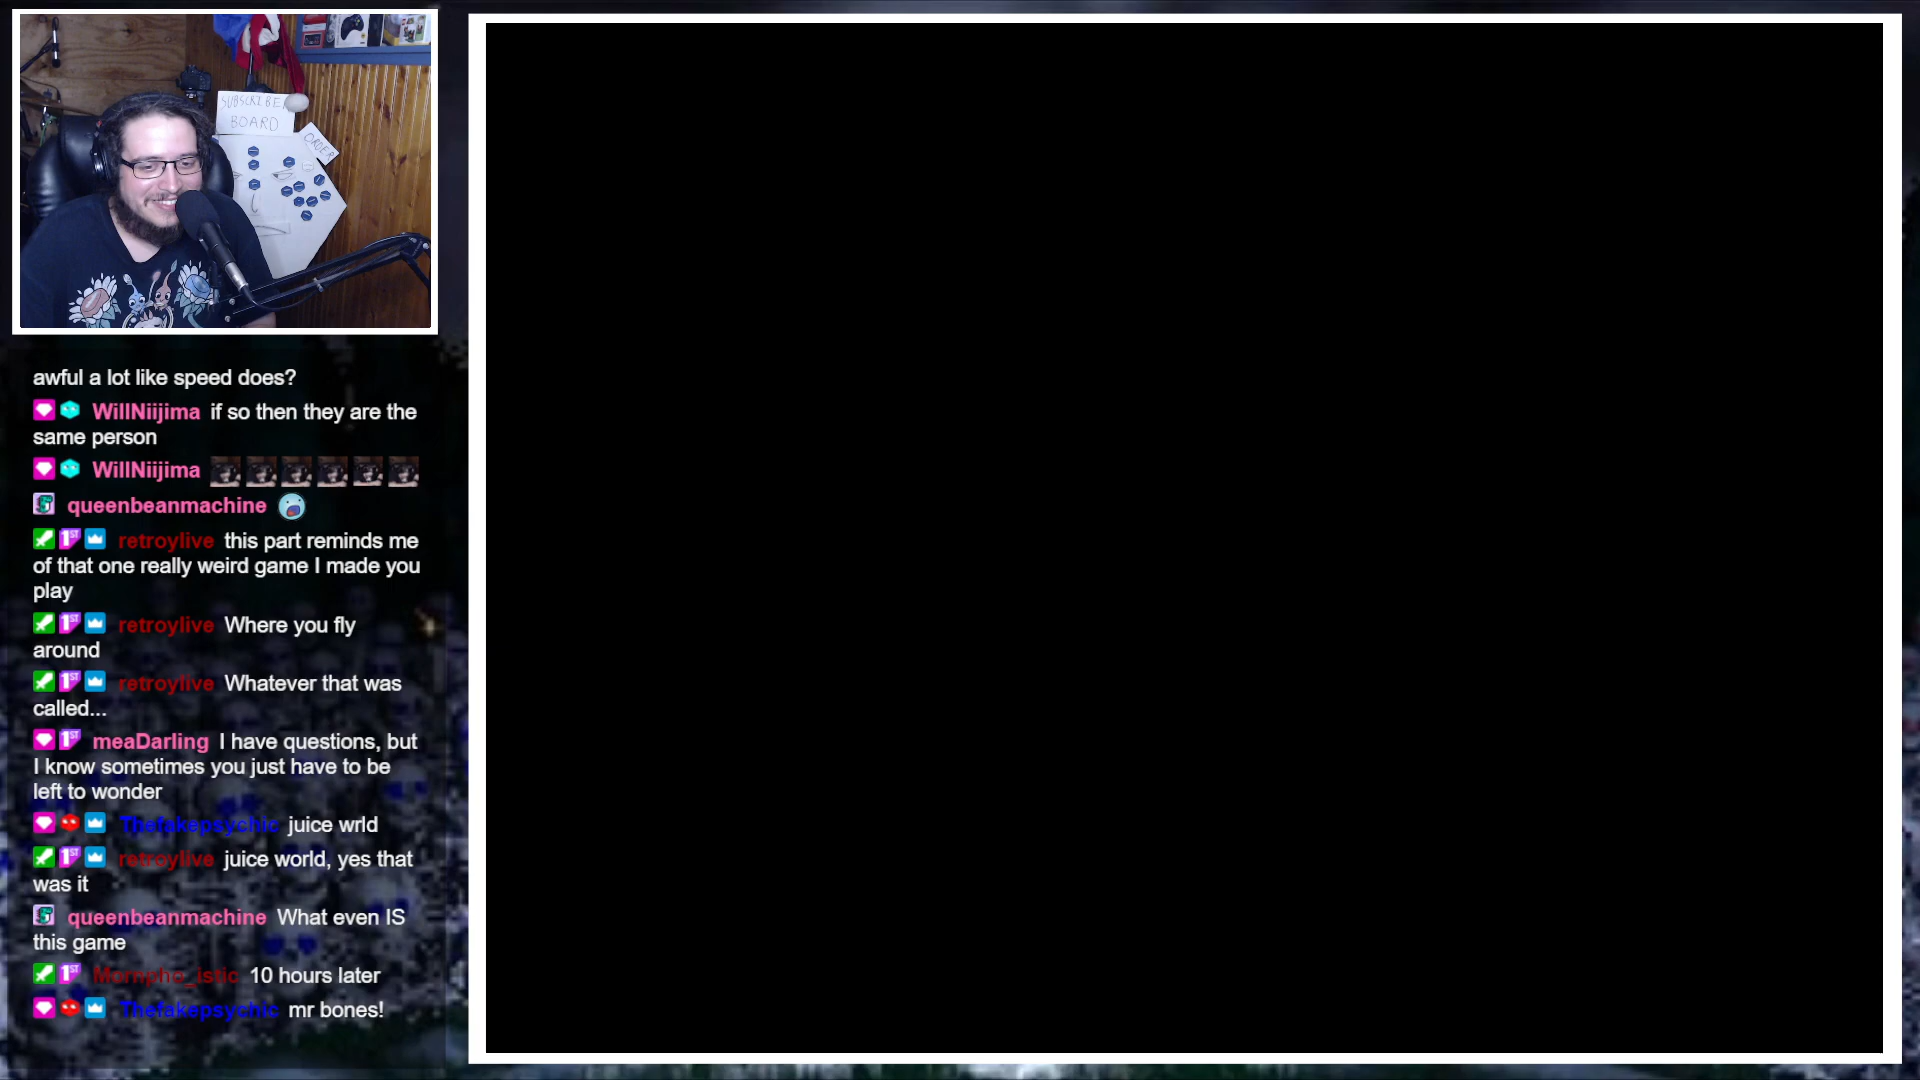 SUBSCRIBER
BOARD
ORDER
awful a lot like speed does?
WillNiijima if so then they are the
same person
WillNiijima
queenbeanmachine
retroylive this part reminds me
of that one really weird game I made you
play
retroylive Where you fly
around
retroylive Whatever that was
called...
meaDarling I have questions, but
I know sometimes you just have to be
left to wonder
Thefakepsychic juice wrld
retroylive juice world, yes that
was it
queenbeanmachine What even IS
this game
Mornpho_istic 10 hours later
Thefakepsychic mr bones!